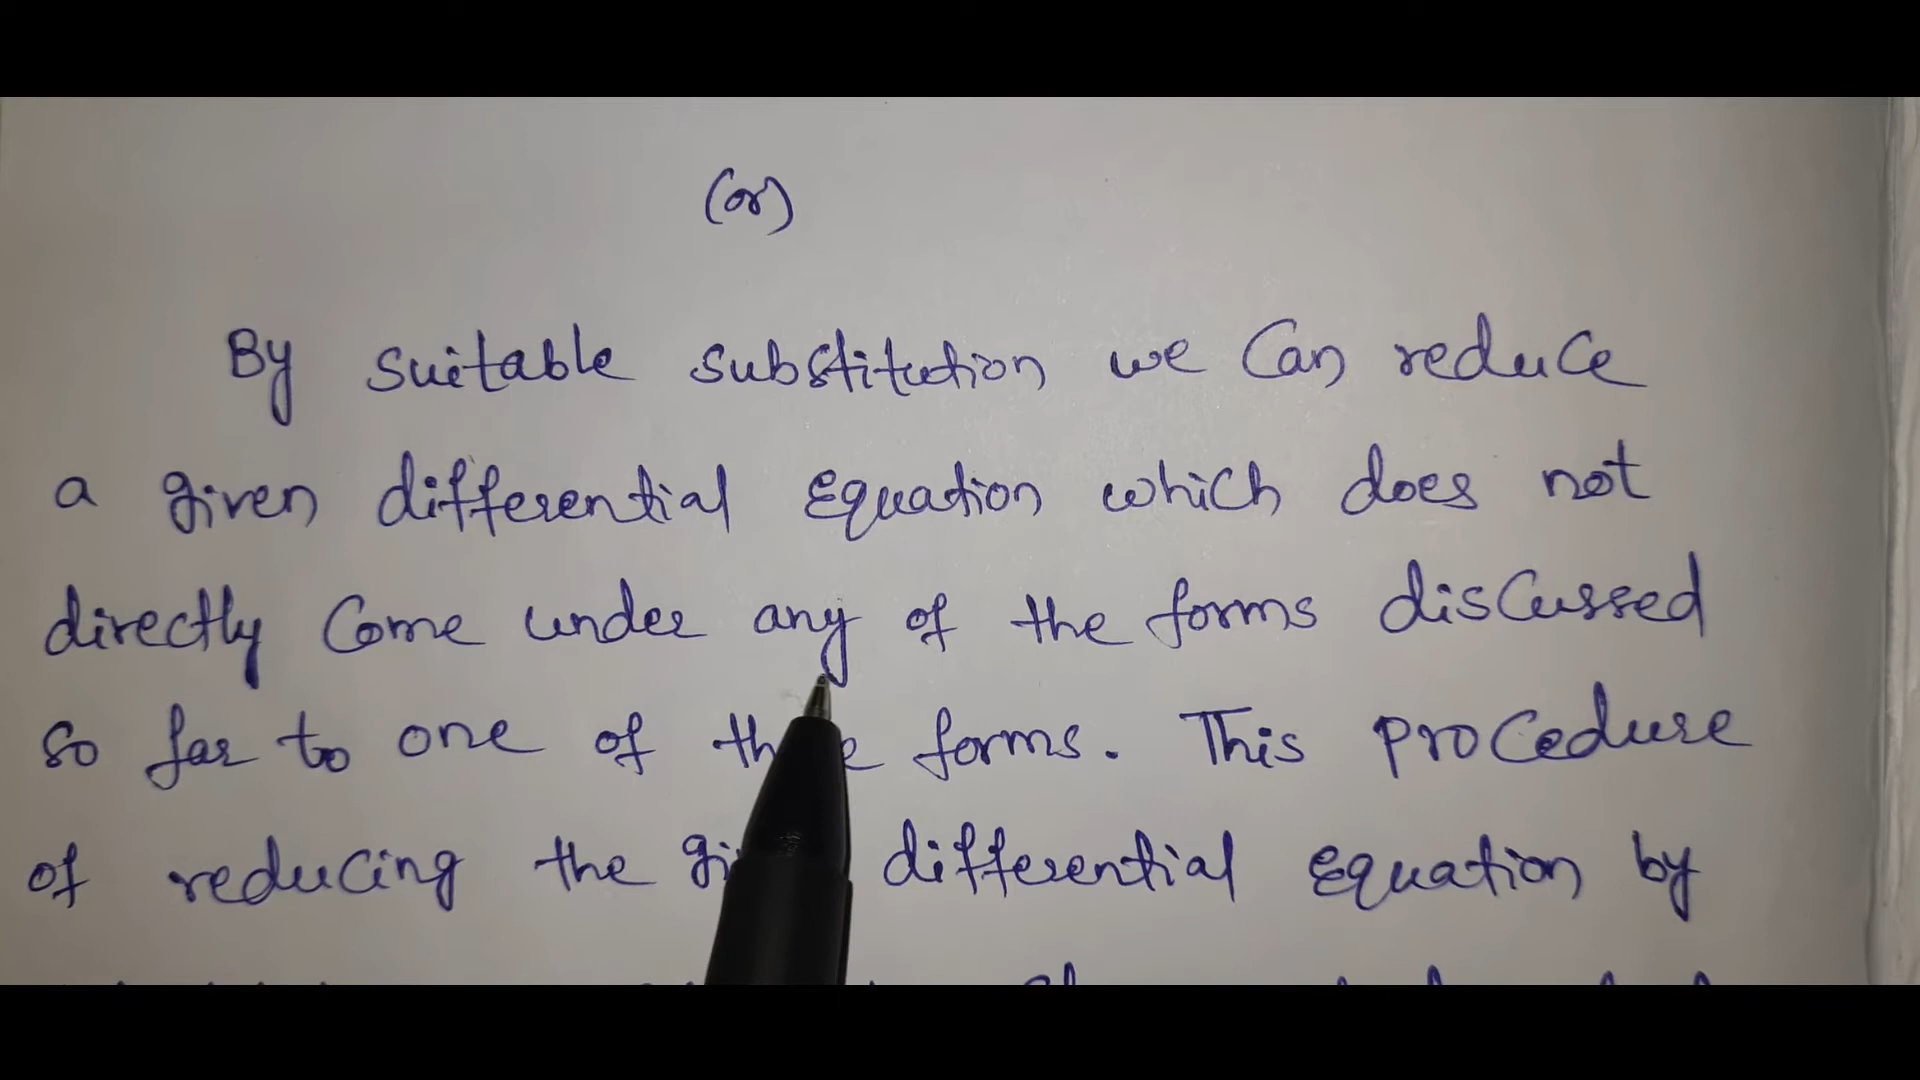 (or)
By suitable substitution we can reduce
a given differential equation which does not
directly come under any of the forms discussed
so far to one of forms. This procedure
of reducing the differential equation by